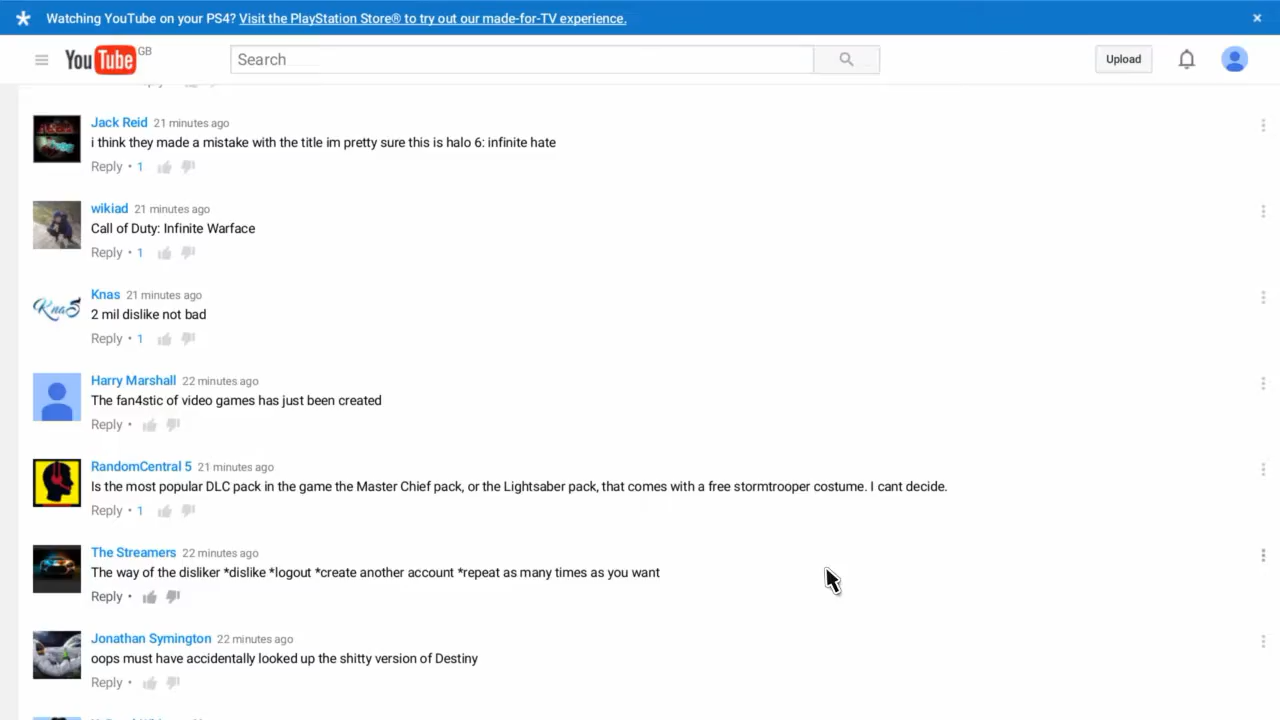 Watching YouTube on your PS4? Visit the PlayStation Store® to try out our made-for-TV experience.
YouTube GB
Search
Upload
Jack Reid 21 minutes ago
i think they made a mistake with the title im pretty sure this is halo 6: infinite hate
Reply • 1
wikiad 21 minutes ago
Call of Duty: Infinite Warface
Reply • 1
Knas
Knas 21 minutes ago
2 mil dislike not bad
Reply • 1
Harry Marshall 22 minutes ago
The fan4stic of video games has just been created
Reply •
RandomCentral 5 21 minutes ago
Is the most popular DLC pack in the game the Master Chief pack, or the Lightsaber pack, that comes with a free stormtrooper costume. I cant decide.
Reply • 1
The Streamers 22 minutes ago
The way of the disliker *dislike *logout *create another account *repeat as many times as you want
Reply •
Jonathan Symington 22 minutes ago
oops must have accidentally looked up the shitty version of Destiny
Reply •